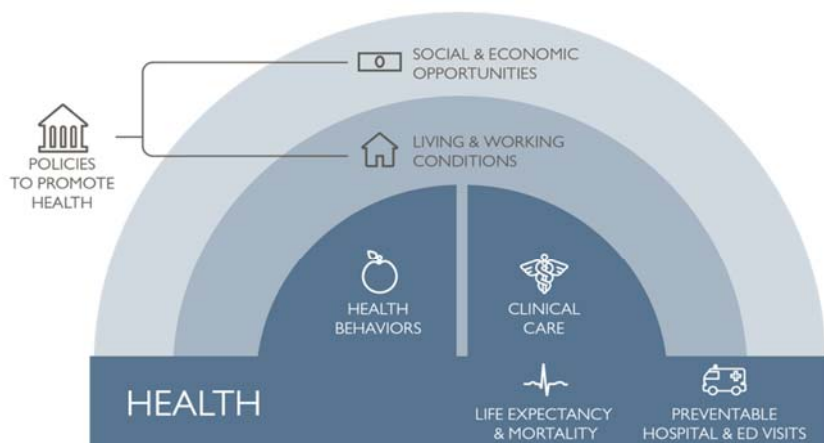 SOCIAL & ECONOMIC
OPPORTUNITIES
POLICIES
TO PROMOTE
HEALTH
LIVING & WORKING
CONDITIONS
HEALTH
BEHAVIORS
CLINICAL
CARE
HEALTH
LIFE EXPECTANCY
& MORTALITY
PREVENTABLE
HOSPITAL & ED VISITS